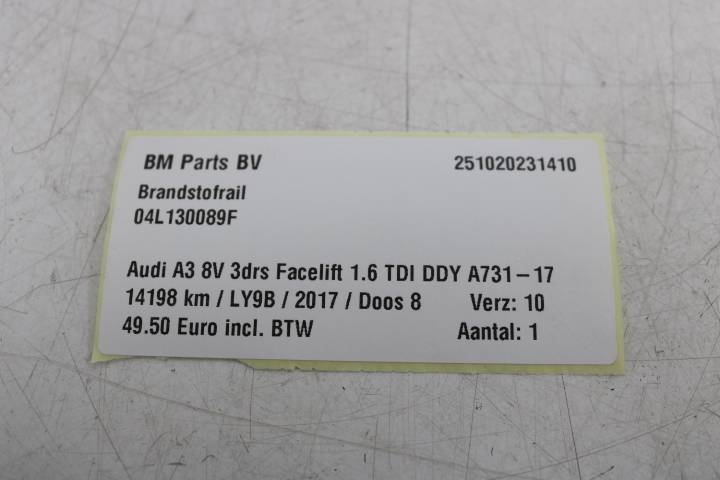 BM Parts BV 251020231410
Brandstofrail
04L130089F
Audi A3 8V 3drs Facelift 1.6 TDI DDY A731-17
14198 km / LY9B / 2017 / Doos 8 Verz: 10
49.50 Euro incl. BTW Aantal: 1